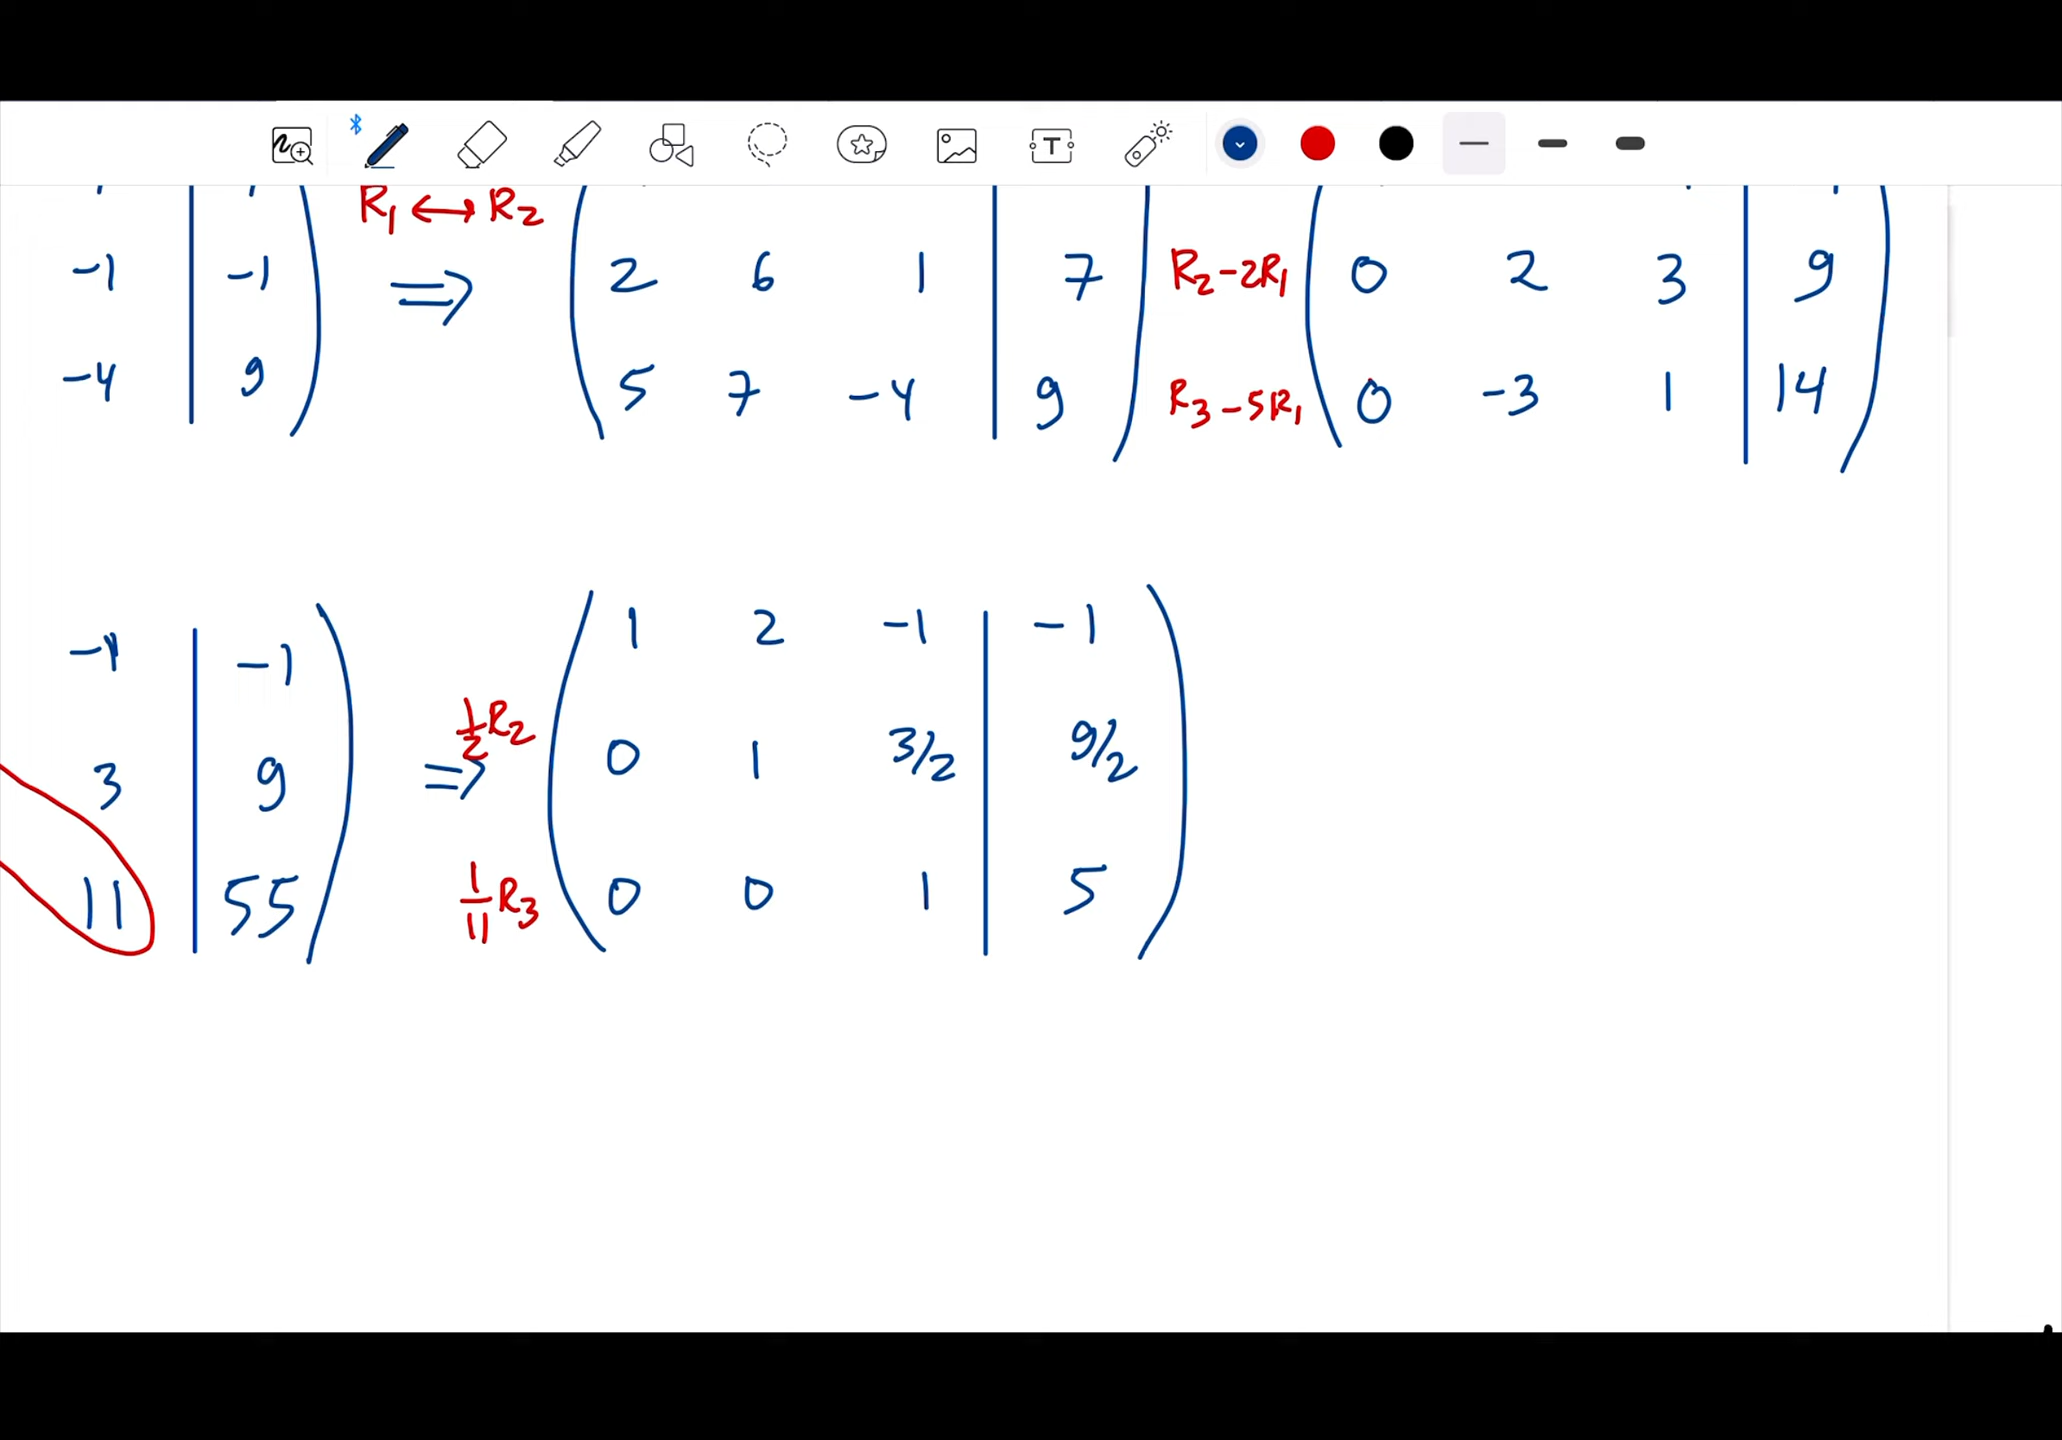 R₁ ↔ R₂
-1 | -1 ⇒ 2 6 1 | 7 R₂-2R₁ 0 2 3 | 9
-4 | 9 5 7 -4 | 9 R₃-5R₁ 0 -3 1 | 14
-1 | -1 1 2 -1 | -1
3 | 9 ⇒ ½R₂ 0 1 3/2 | 9/2
11 | 55 1/11 R₃ 0 0 1 | 5